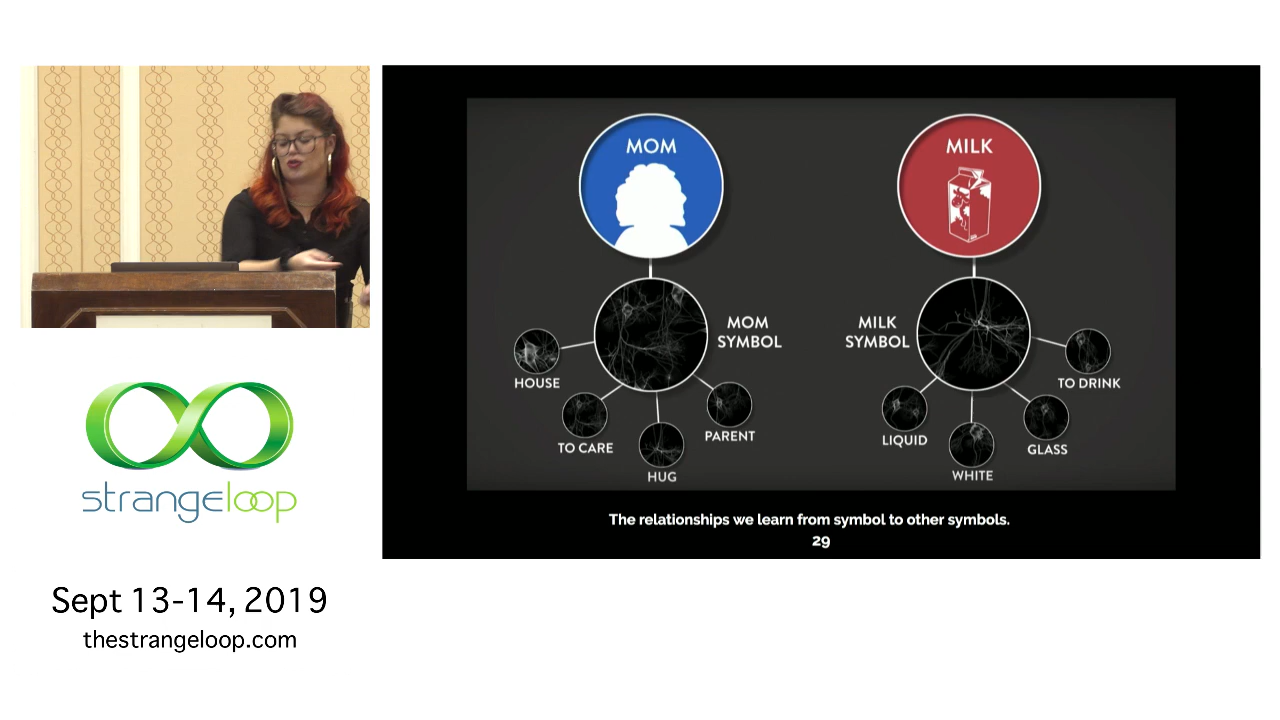 MOM
MILK
MOM
SYMBOL
MILK
SYMBOL
HOUSE
TO CARE
HUG
PARENT
LIQUID
WHITE
GLASS
TO DRINK
The relationships we learn from symbol to other symbols.
29
strangeloop
Sept 13-14, 2019
thestrangeloop.com